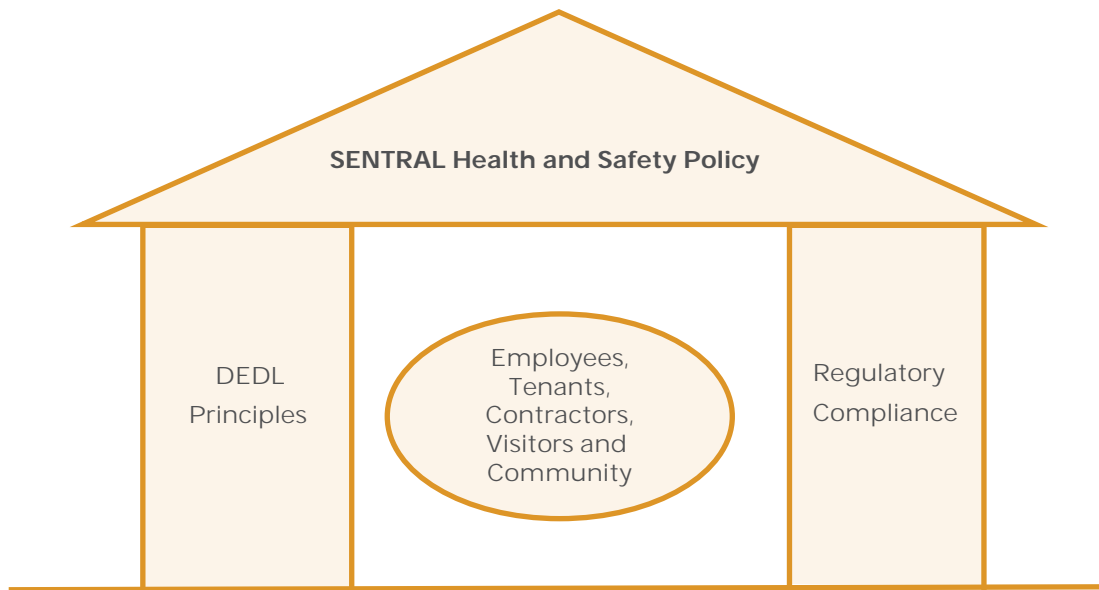 SENTRAL Health and Safety Policy
DEDL
Principles
Employees,
Tenants,
Contractors,
Visitors and
Community
Regulatory
Compliance